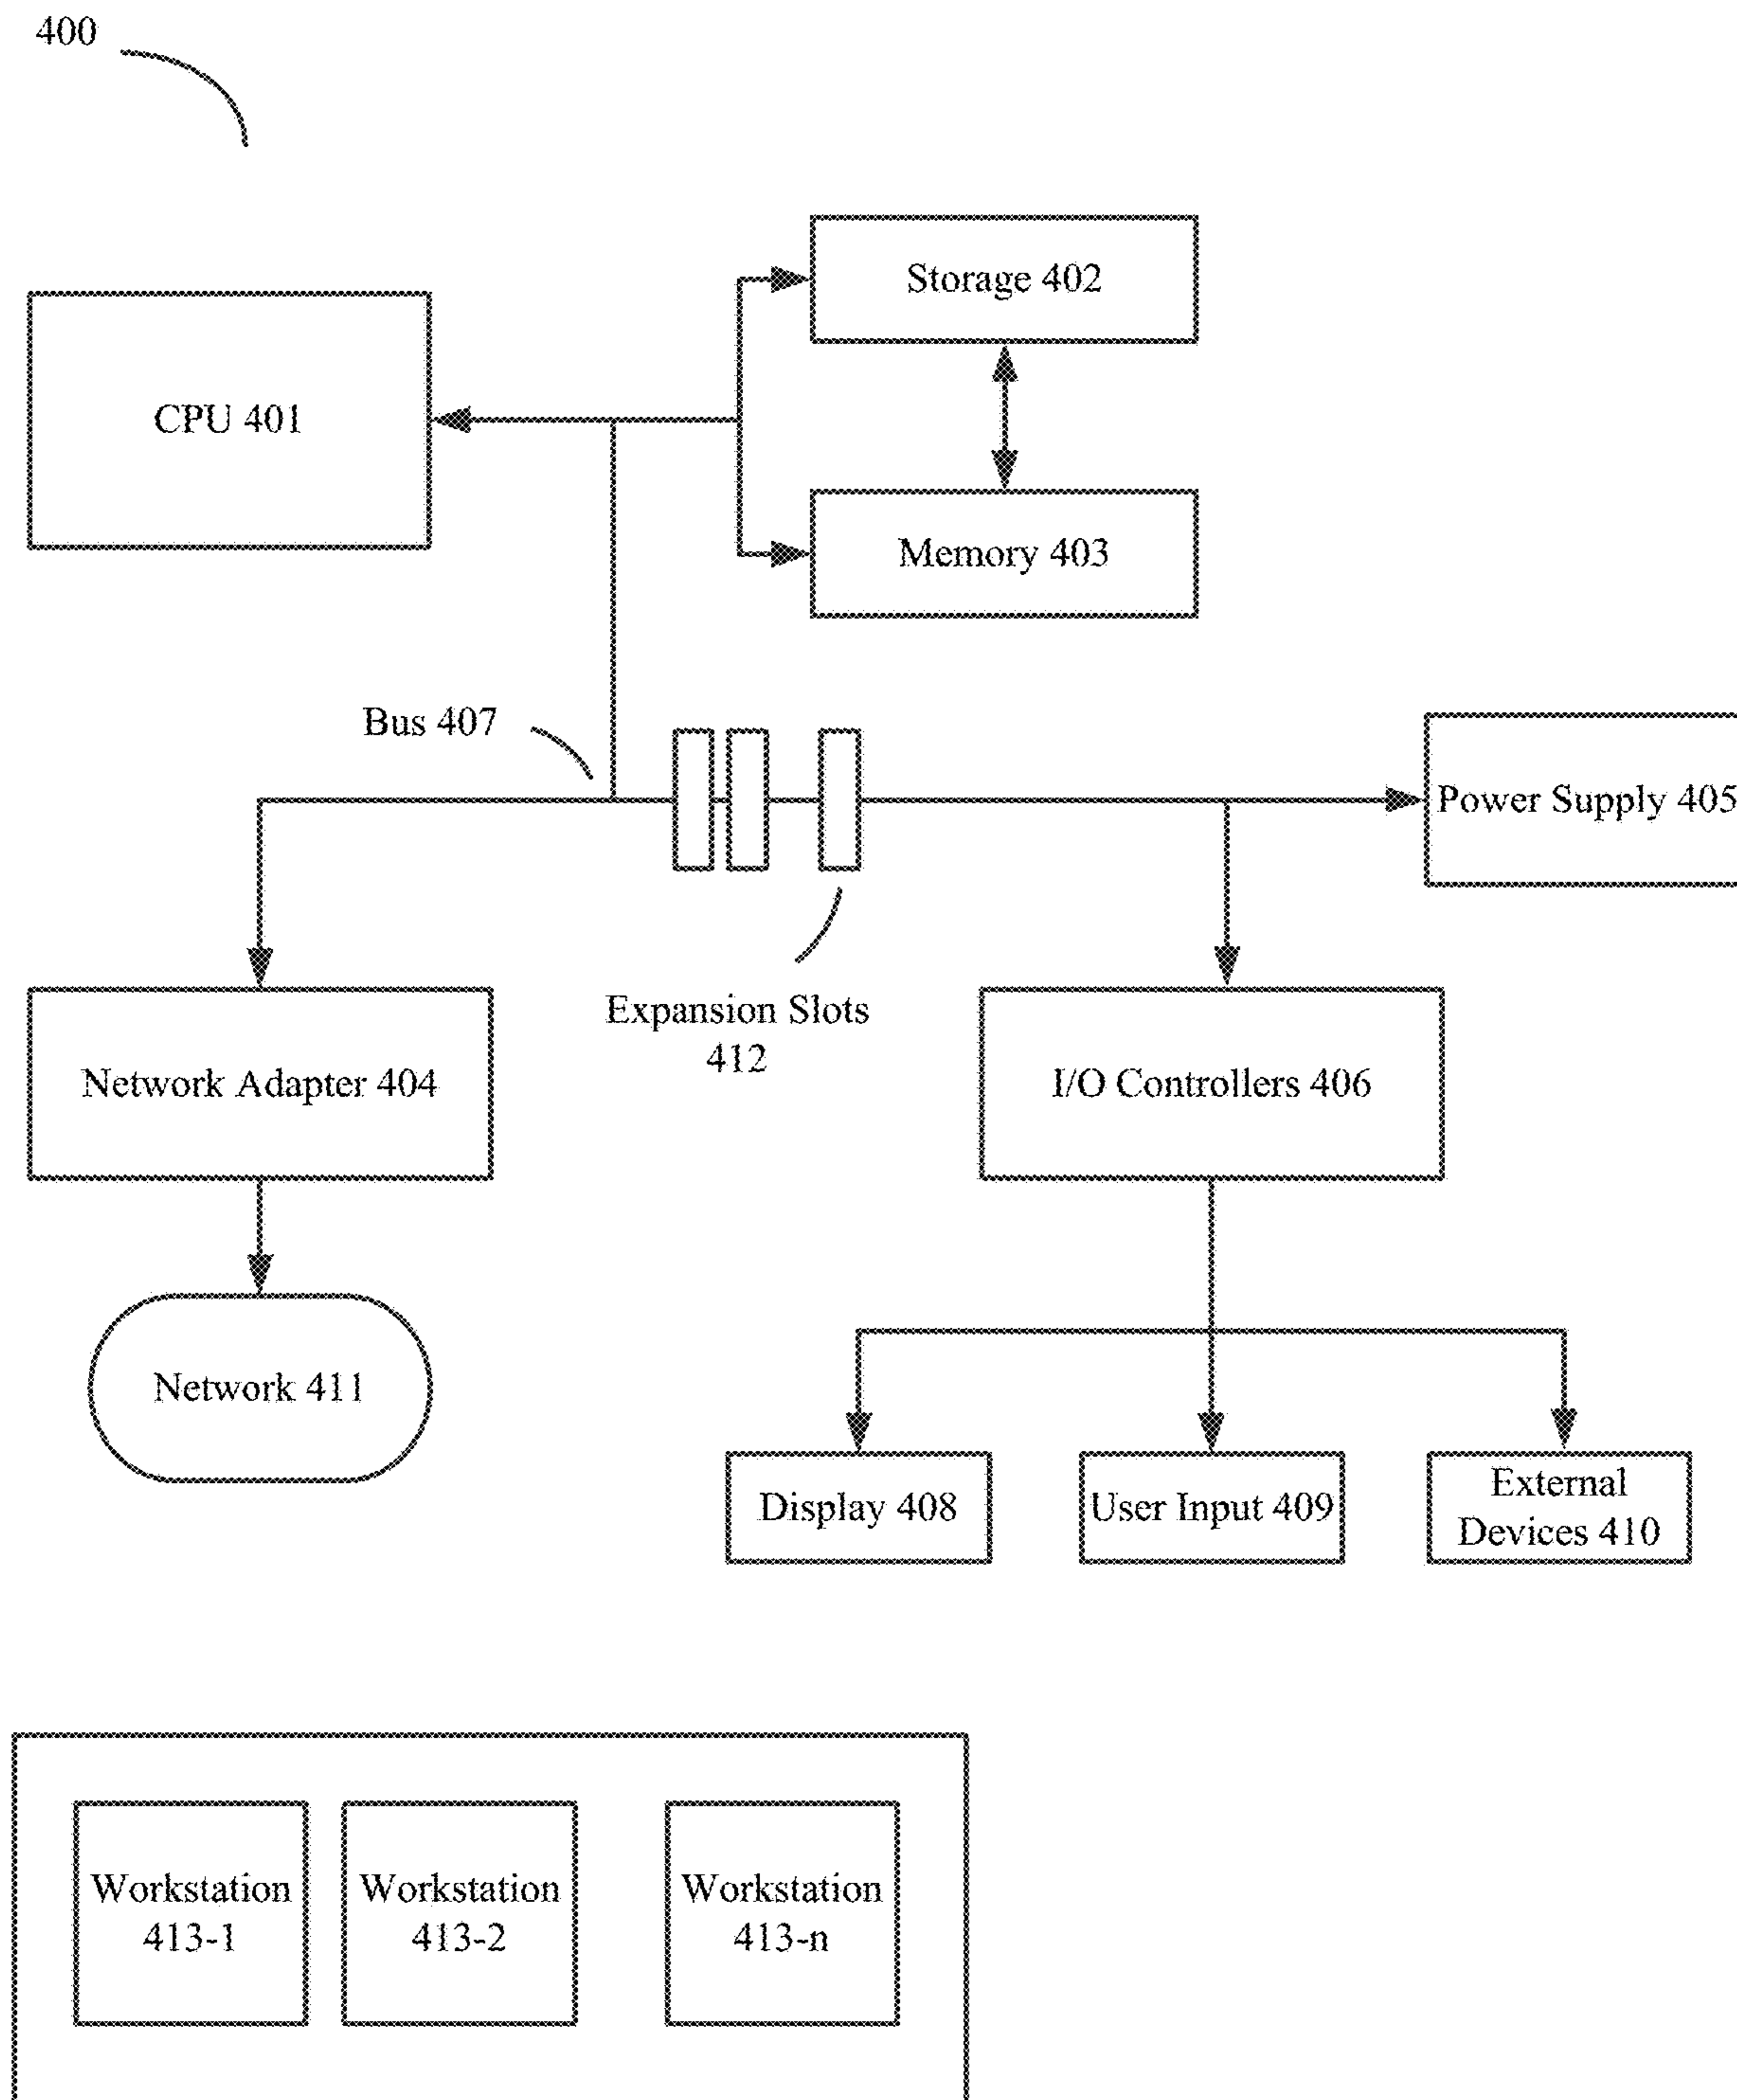 400
Storage 402
CPU 401
Memory 403
Bus 407
Power Supply 405
Expansion Slots
412
Network Adapter 404
I/O Controllers 406
Network 411
Display 408
User Input 409
External
Devices 410
Workstation
413-1
Workstation
413-2
Workstation
413-n